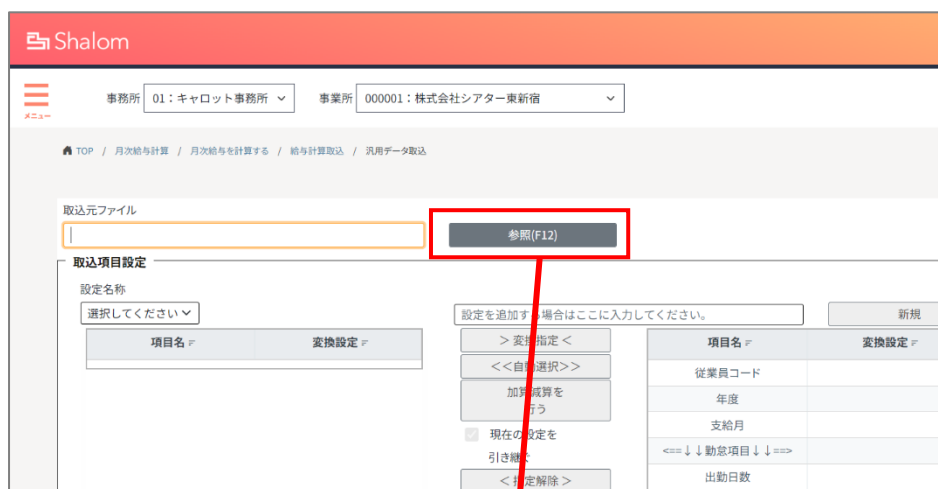 Shalom
メニュー
事務所 01：キャロット事務所 事業所 000001：株式会社シアター東新宿
TOP / 月次給与計算 / 月次給与を計算する / 給与計算取込 / 汎用データ取込
取込元ファイル
参照(F12)
取込項目設定
設定名称
選択してください 設定を追加する場合はここに入力してください。 新規
項目名 変換設定 ＞変換指定＜ 項目名 変換設定
＜＜自動選択＞＞ 従業員コード
加算減算を
行う
年度
支給月
現在の設定を
引き継ぐ
<==↓↓勤怠項目↓↓==>
＜指定解除＞ 出勤日数